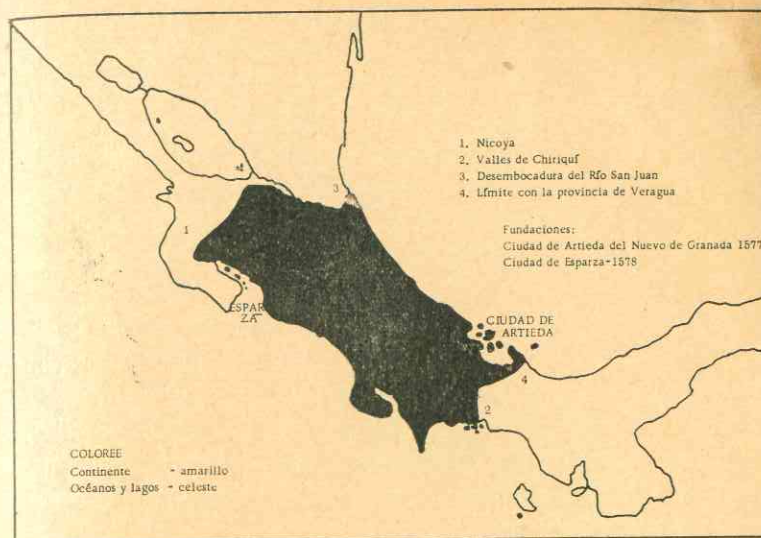 1. Nicoya
2. Valles de Chiriquí
3. Desembocadura del Río San Juan
4. Límite con la provincia de Veragua
Fundaciones:
Ciudad de Artieda del Nuevo de Granada 1577
Ciudad de Esparza-1578
3
1
ESPAR
ZA
CIUDAD DE
ARTIEDA
4
2
COLOREE
Continente - amarillo
Océanos y lagos - celeste